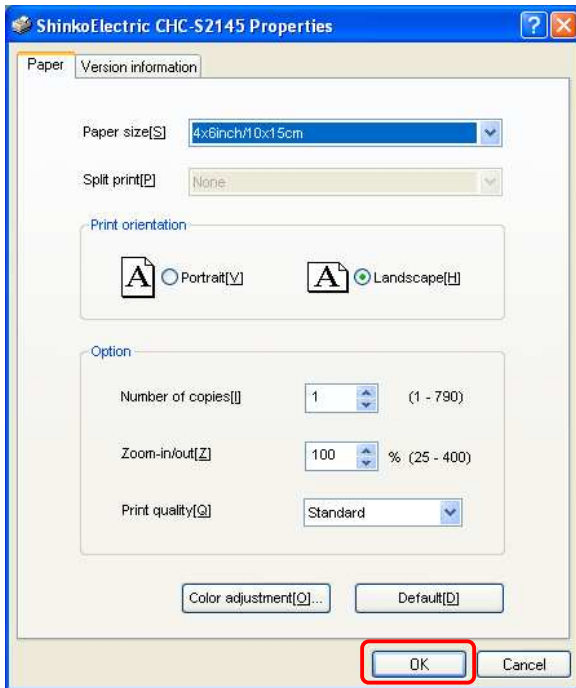 ShinkoElectric CHC-S2145 Properties
Paper Version information
Paper size[S] 4x6inch/10x15cm
Split print[P] None
Print orientation
A Portrait[V] A Landscape[H]
Option
Number of copies[I] 1 (1 - 790)
Zoom-in/out[Z] 100 % (25 - 400)
Print quality[Q] Standard
Color adjustment[O]... Default[D]
OK Cancel